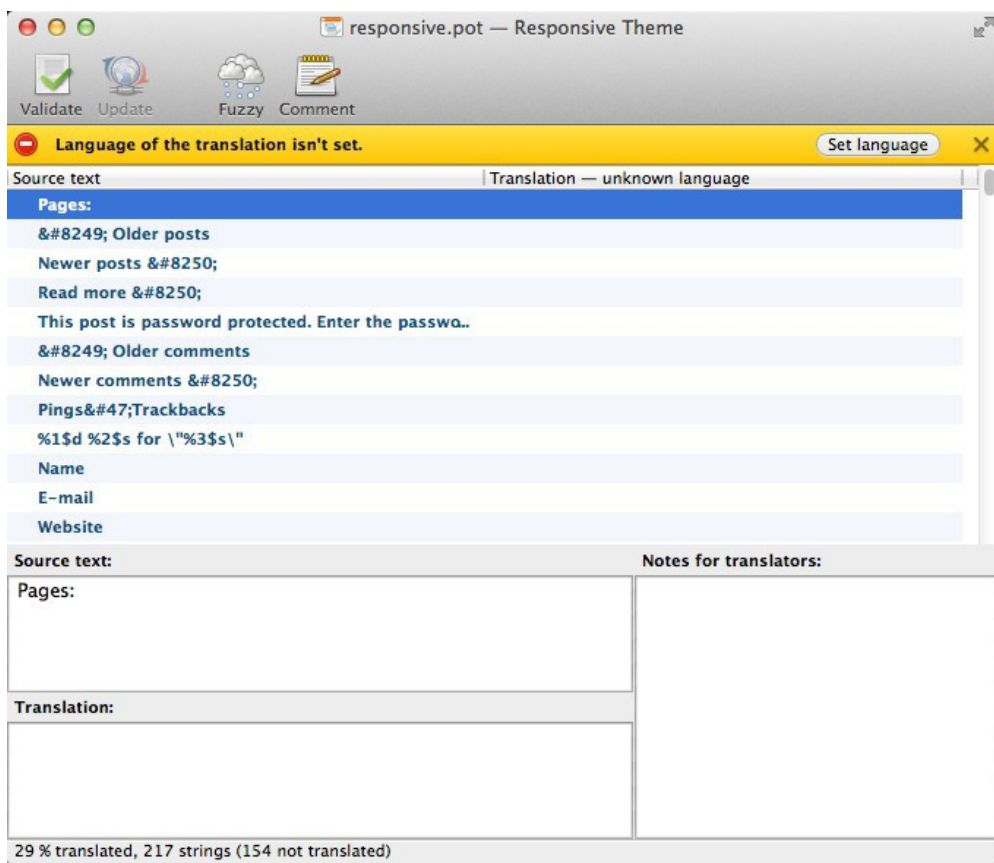 responsive.pot — Responsive Theme
Validate Update Fuzzy Comment
Language of the translation isn't set. Set language
Source text Translation — unknown language
Pages:
&#8249; Older posts
Newer posts &#8250;
Read more &#8250;
This post is password protected. Enter the passwo...
&#8249; Older comments
Newer comments &#8250;
Pings&#47;Trackbacks
%1$d %2$s for \"%3$s\"
Name
E-mail
Website
Source text: Notes for translators:
Pages:
Translation:
29 % translated, 217 strings (154 not translated)